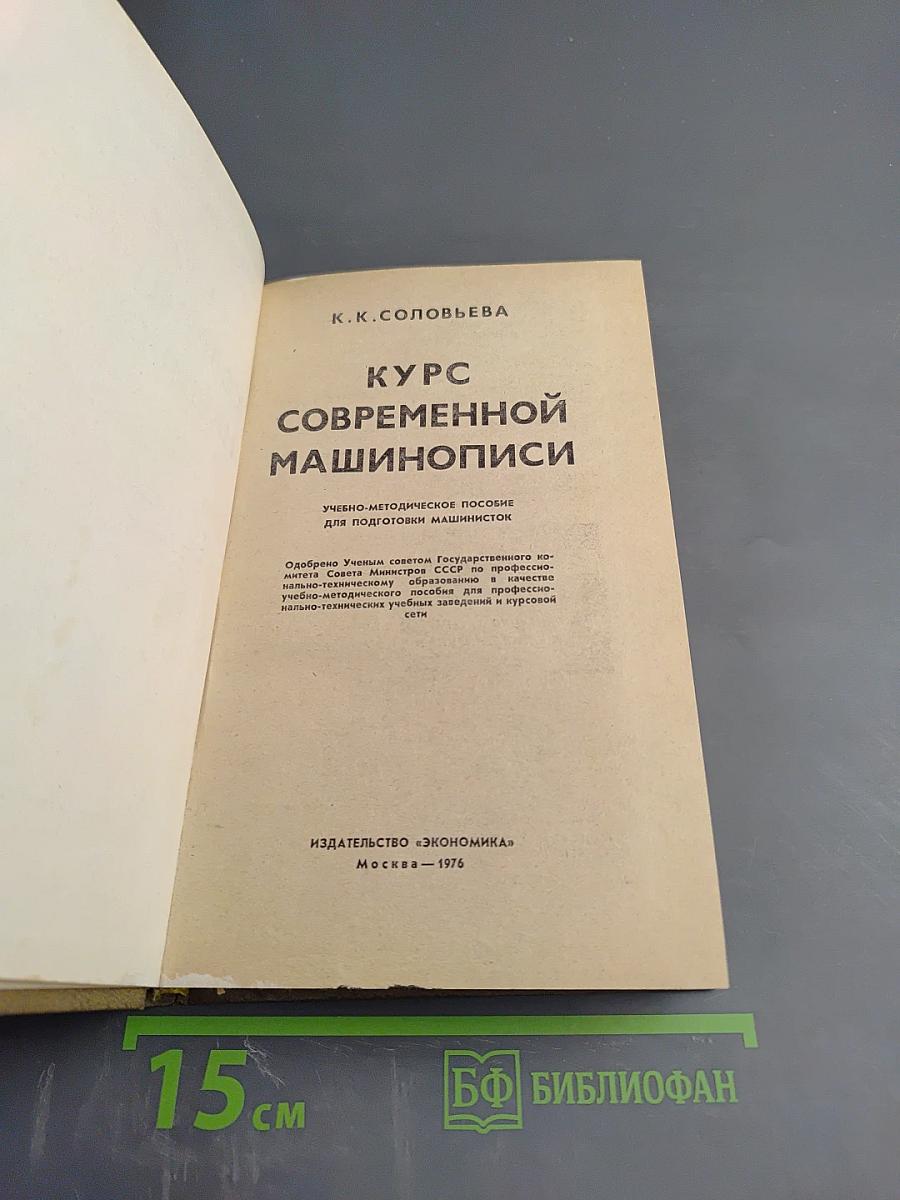 К. К. СОЛОВЬЕВА
КУРС
СОВРЕМЕННОЙ
МАШИНОПИСИ
УЧЕБНО-МЕТОДИЧЕСКОЕ ПОСОБИЕ
ДЛЯ ПОДГОТОВКИ МАШИНИСТОК
Одобрено Ученым советом Государственного ко-
митета Совета Министров СССР по профессио-
нально-техническому образованию в качестве
учебно-методического пособия для профессио-
нально-технических учебных заведений и курсовой
сети
ИЗДАТЕЛЬСТВО «ЭКОНОМИКА»
Москва — 1976
15 см
БФ БИБЛИОФАН